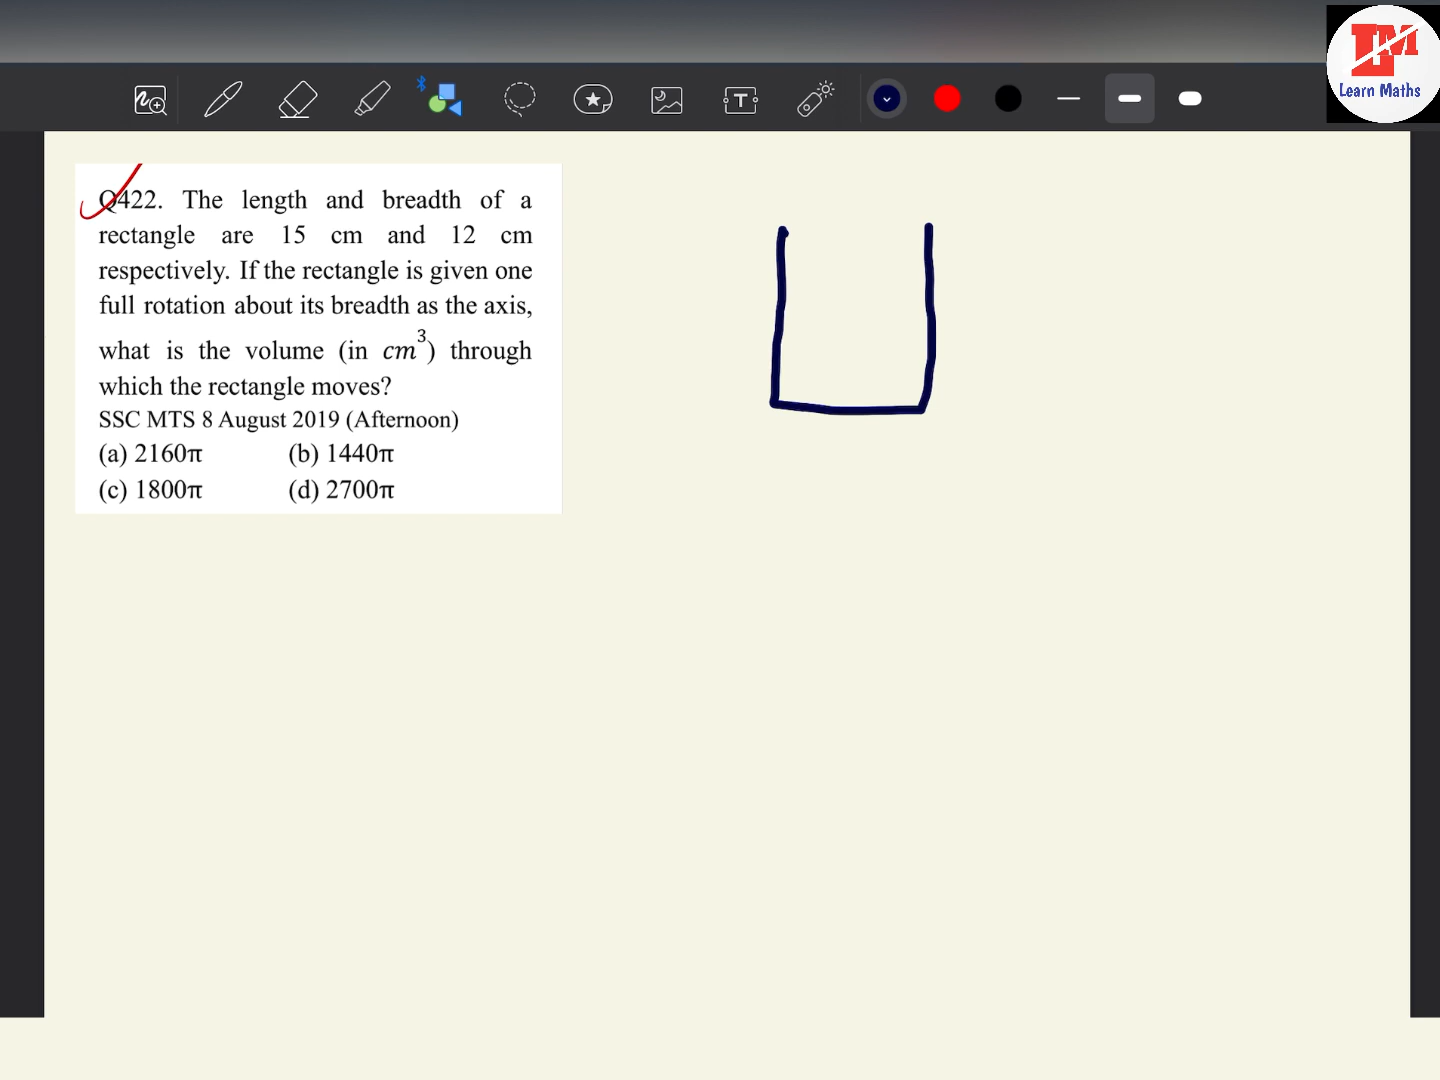 LM
Learn Maths
T
Q422. The length and breadth of a
rectangle are 15 cm and 12 cm
respectively. If the rectangle is given one
full rotation about its breadth as the axis,
what is the volume (in cm³) through
which the rectangle moves?
SSC MTS 8 August 2019 (Afternoon)
(a) 2160π (b) 1440π
(c) 1800π (d) 2700π